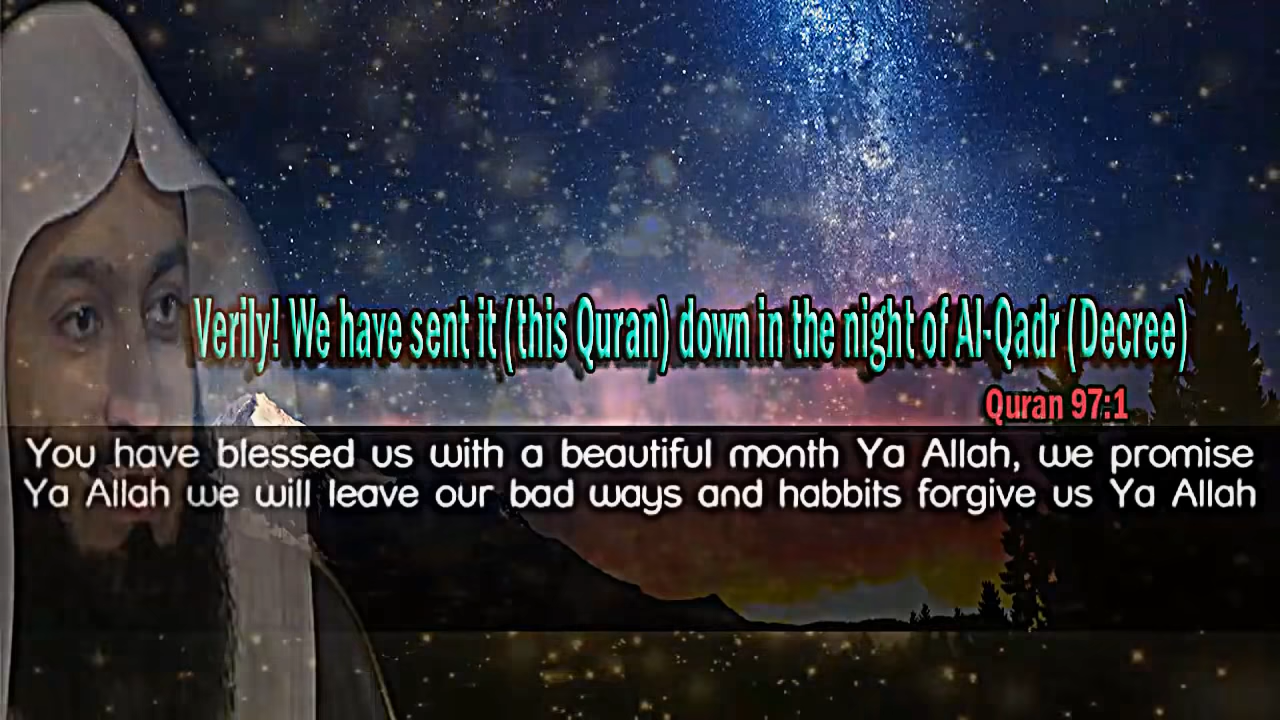 Verily! We have sent it (this Quran) down in the night of Al-Qadr (Decree)
Quran 97:1
You have blessed us with a beautiful month Ya Allah, we promise
Ya Allah we will leave our bad ways and habbits forgive us Ya Allah